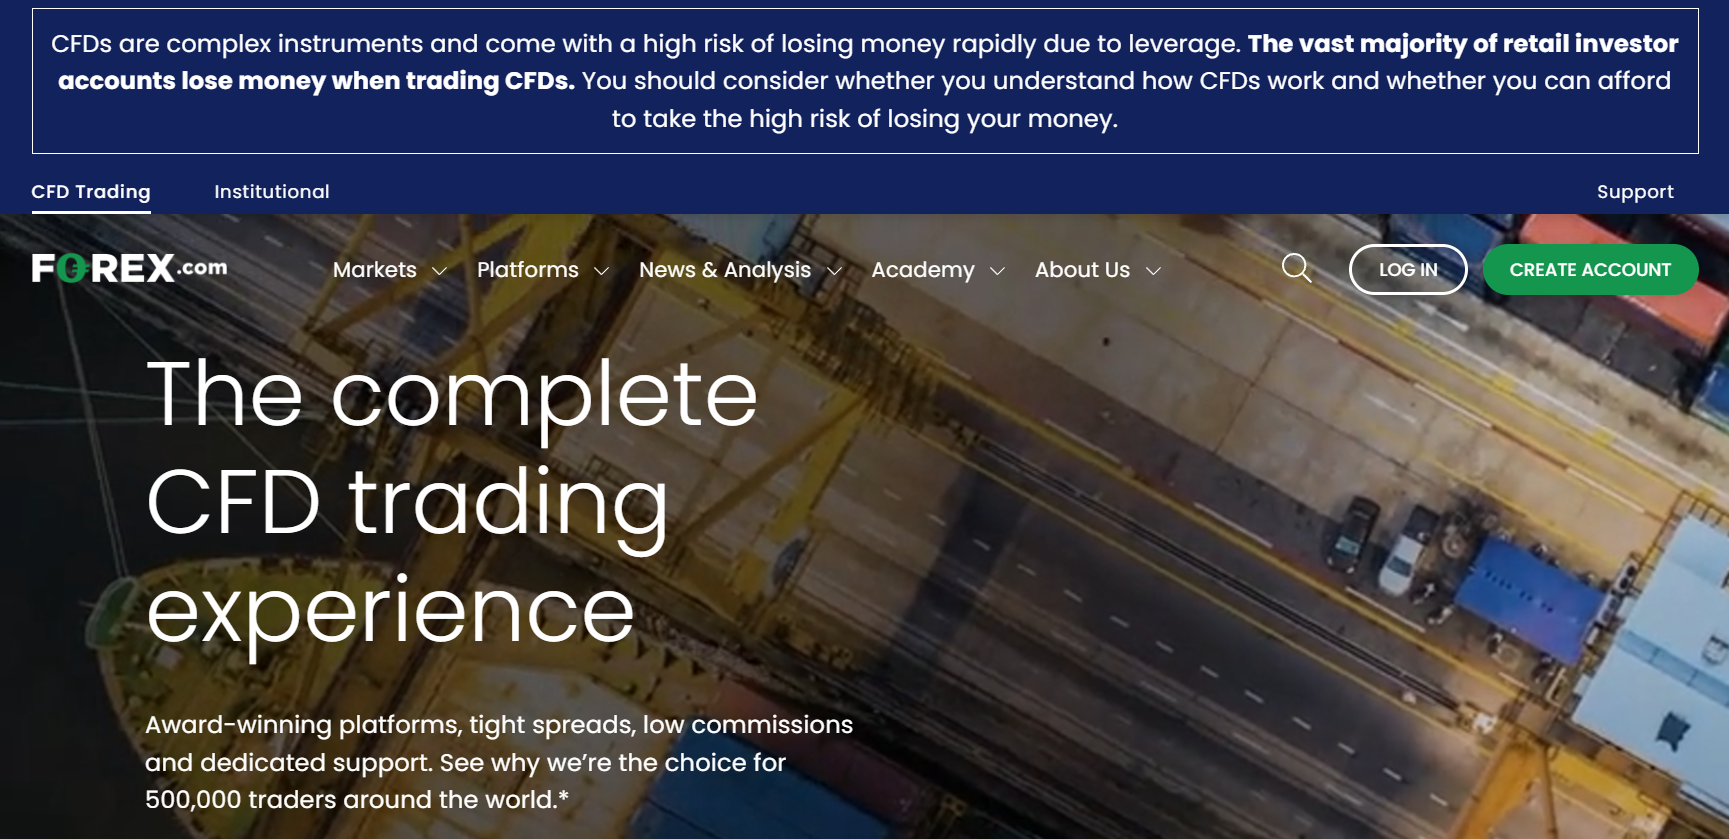 CFDs are complex instruments and come with a high risk of losing money rapidly due to leverage. The vast majority of retail investor
accounts lose money when trading CFDs. You should consider whether you understand how CFDs work and whether you can afford
to take the high risk of losing your money.
CFD Trading Institutional Support
FOREX.com Markets Platforms News & Analysis Academy About Us LOG IN CREATE ACCOUNT
The complete
CFD trading
experience
Award-winning platforms, tight spreads, low commissions
and dedicated support. See why we’re the choice for
500,000 traders around the world.*